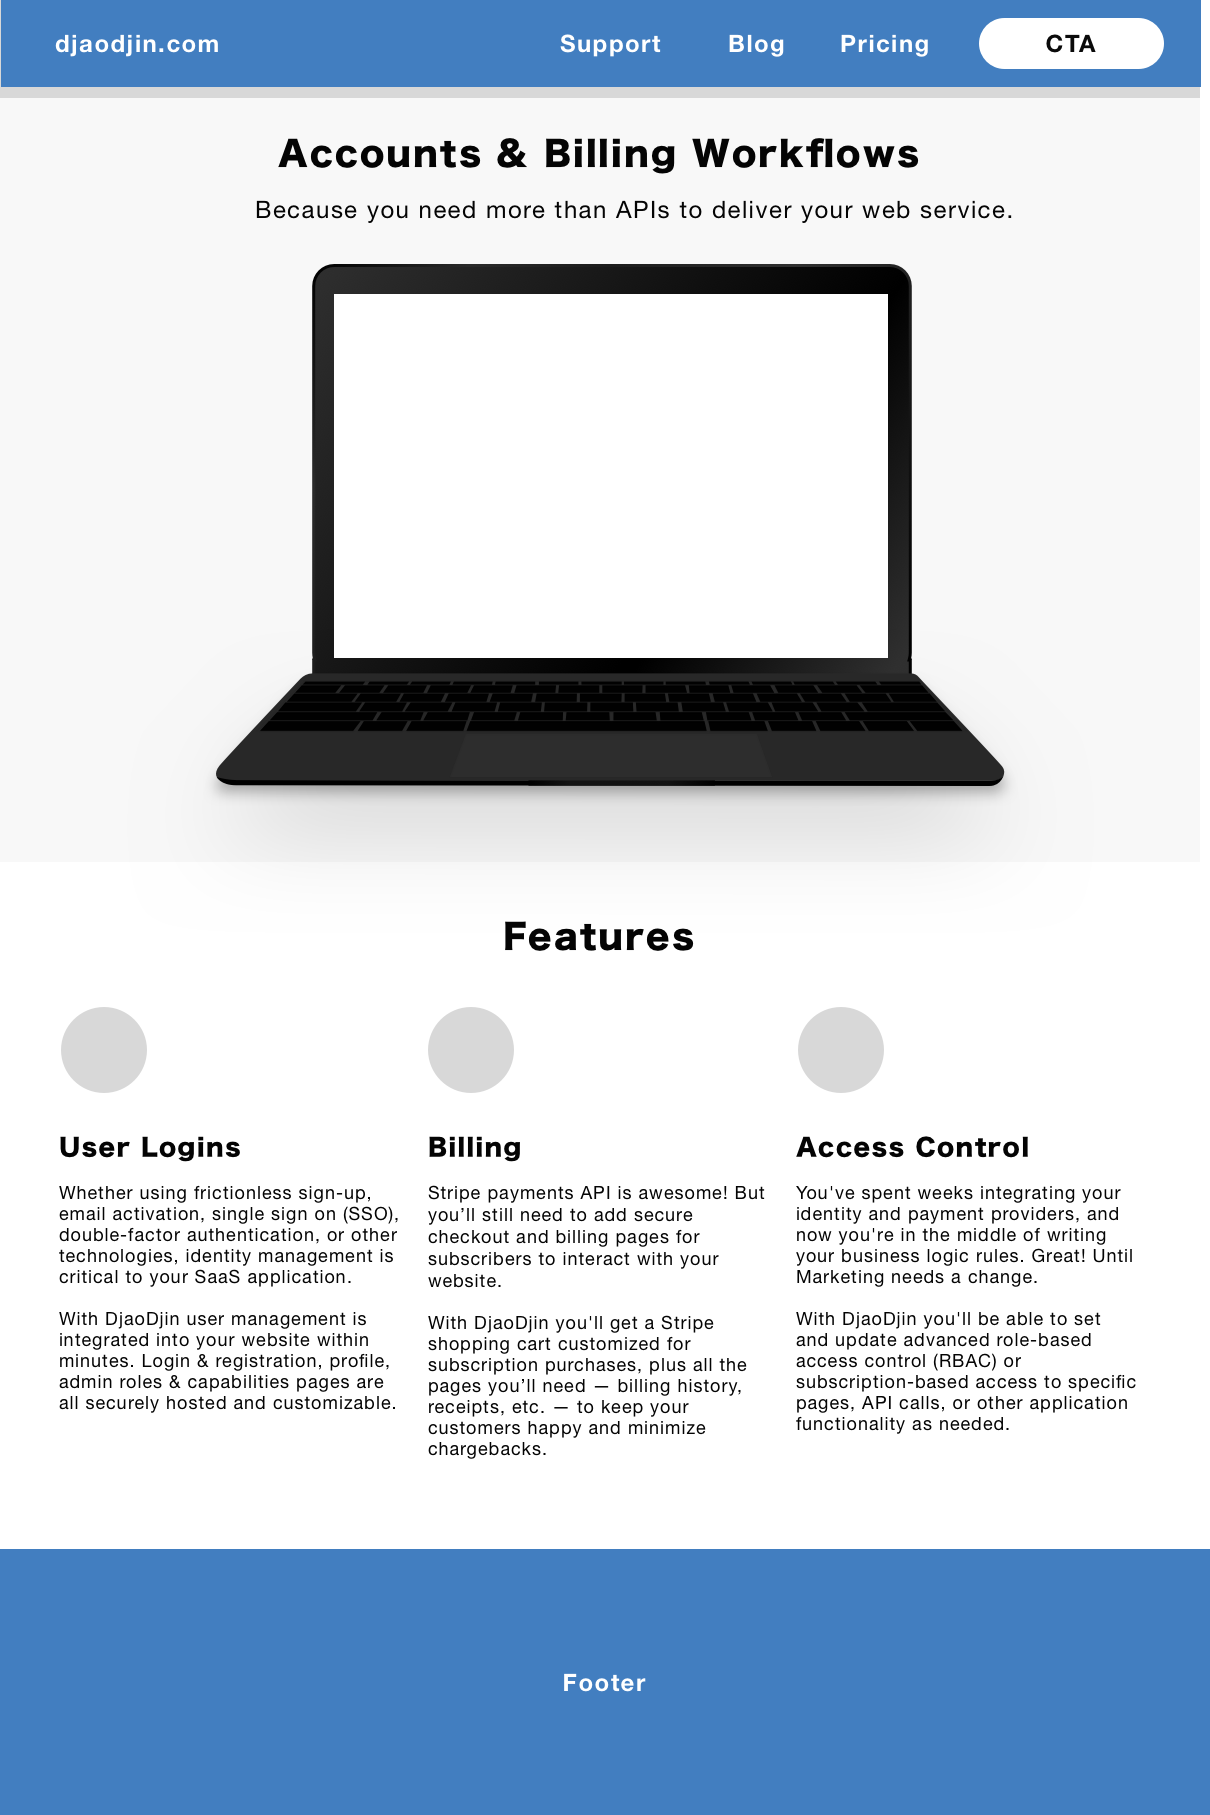 djaodjin.com Support Blog Pricing CTA
Accounts & Billing Workflows
Because you need more than APIs to deliver your web service.
Features
User Logins
Whether using frictionless sign-up,
email activation, single sign on (SSO),
double-factor authentication, or other
technologies, identity management is
critical to your SaaS application.
With DjaoDjin user management is
integrated into your website within
minutes. Login & registration, profile,
admin roles & capabilities pages are
all securely hosted and customizable.
Billing
Stripe payments API is awesome! But
you’ll still need to add secure
checkout and billing pages for
subscribers to interact with your
website.
With DjaoDjin you'll get a Stripe
shopping cart customized for
subscription purchases, plus all the
pages you’ll need — billing history,
receipts, etc. — to keep your
customers happy and minimize
chargebacks.
Access Control
You've spent weeks integrating your
identity and payment providers, and
now you're in the middle of writing
your business logic rules. Great! Until
Marketing needs a change.
With DjaoDjin you'll be able to set
and update advanced role-based
access control (RBAC) or
subscription-based access to specific
pages, API calls, or other application
functionality as needed.
Footer